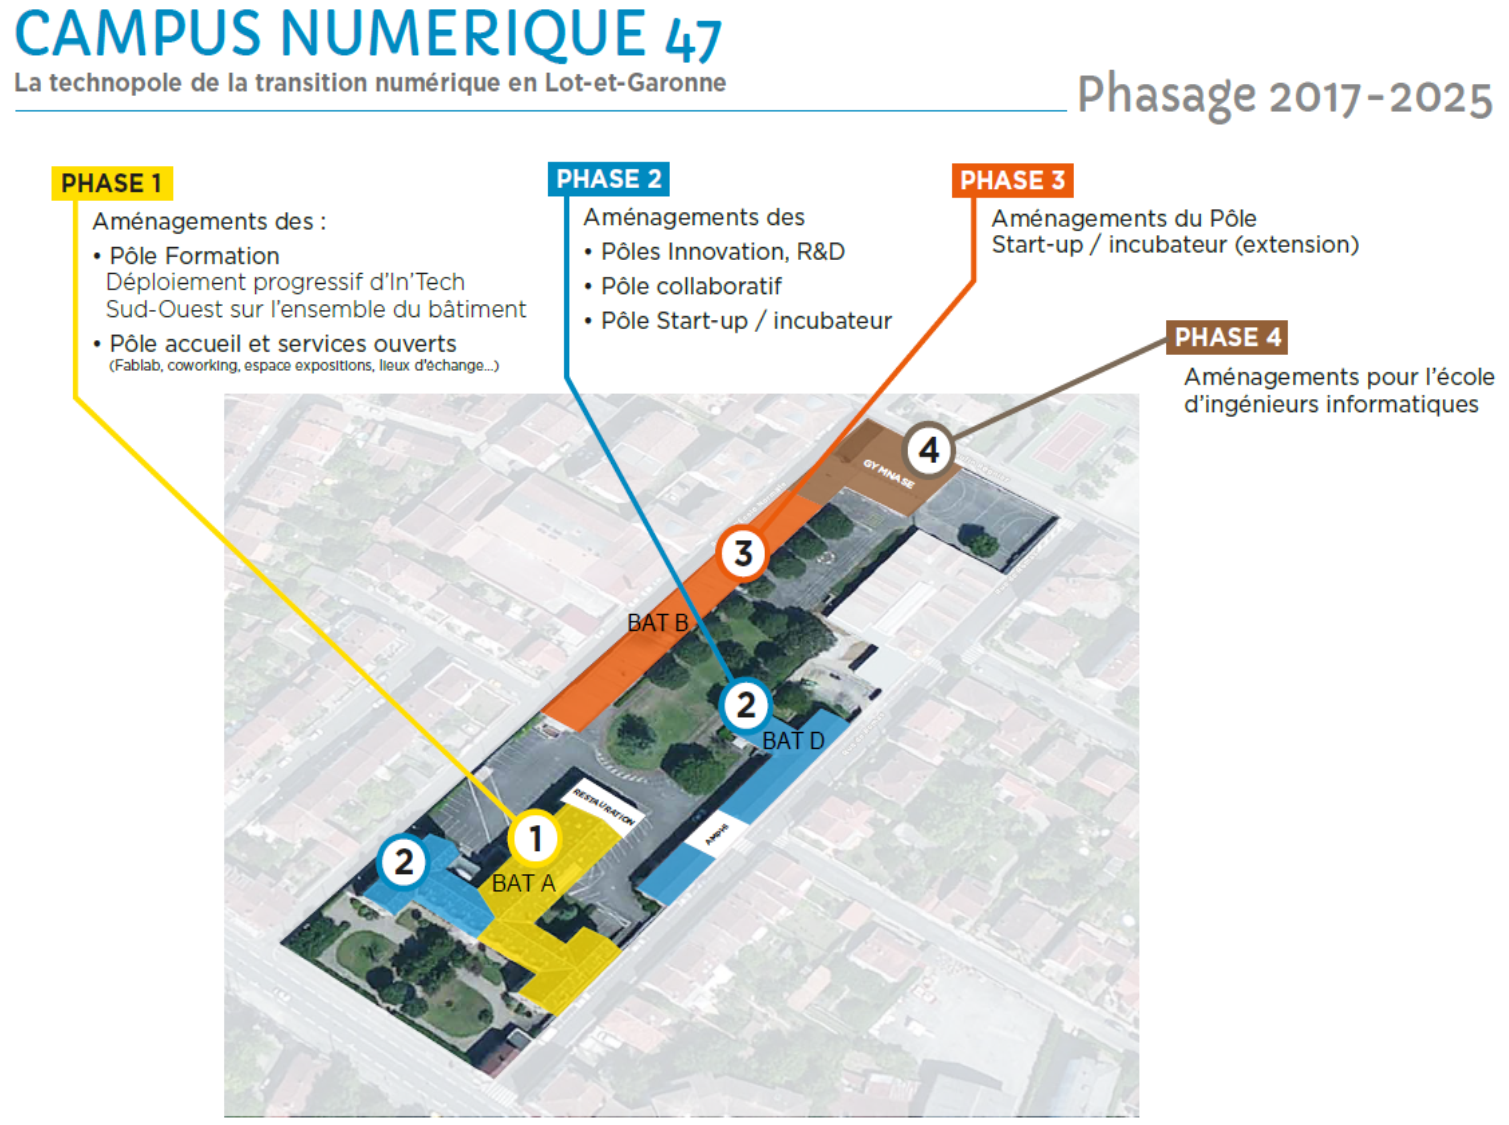 CAMPUS NUMERIQUE 47
La technopole de la transition numérique en Lot-et-Garonne
Phasage 2017-2025
PHASE 1
Aménagements des :
• Pôle Formation
Déploiement progressif d'In'Tech
Sud-Ouest sur l'ensemble du bâtiment
• Pôle accueil et services ouverts
(Fablab, coworking, espace expositions, lieux d'échange...)
PHASE 2
Aménagements des
• Pôles Innovation, R&D
• Pôle collaboratif
• Pôle Start-up / incubateur
PHASE 3
Aménagements du Pôle
Start-up / incubateur (extension)
PHASE 4
Aménagements pour l'école
d'ingénieurs informatiques
4
GYMNASE
3
BAT B
2
BAT D
RESTAURATION
AMPHI
1
2
BAT A